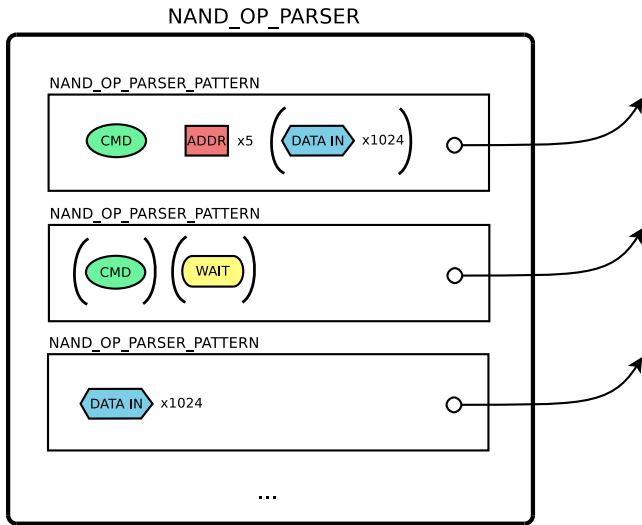 NAND_OP_PARSER
NAND_OP_PARSER_PATTERN
CMD ADDR x5 ( DATA IN x1024 )
NAND_OP_PARSER_PATTERN
( CMD ) ( WAIT )
NAND_OP_PARSER_PATTERN
DATA IN x1024
...